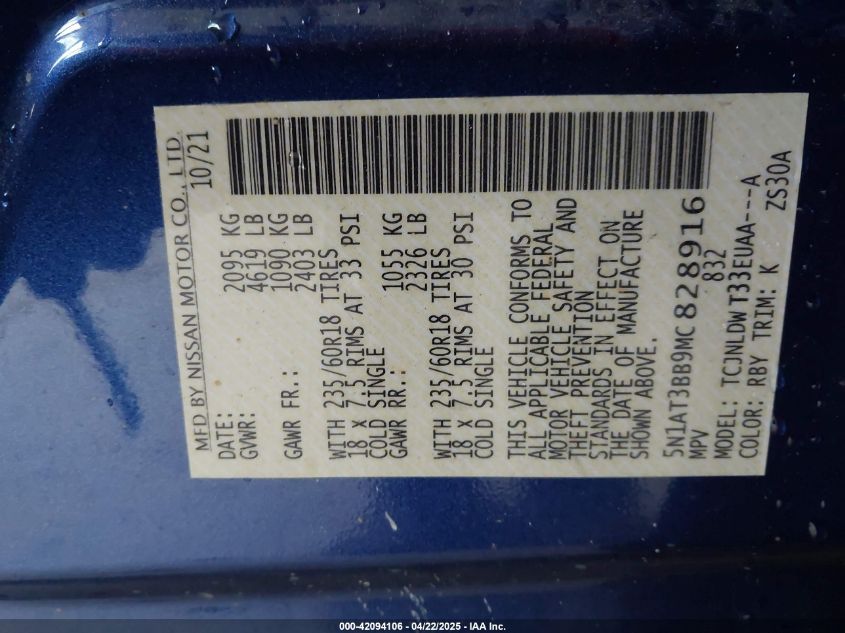 MFD BY NISSAN MOTOR CO., LTD.
DATE: 10/21
GVWR: 2095 KG
4619 LB
GAWR FR.: 1090 KG
2403 LB
WITH 235/60R18 TIRES
18 X 7.5 RIMS AT 33 PSI
COLD SINGLE
GAWR RR.: 1055 KG
2326 LB
WITH 235/60R18 TIRES
18 X 7.5 RIMS AT 30 PSI
COLD SINGLE
THIS VEHICLE CONFORMS TO
ALL APPLICABLE FEDERAL
MOTOR VEHICLE SAFETY AND
THEFT PREVENTION
STANDARDS IN EFFECT ON
THE DATE OF MANUFACTURE
SHOWN ABOVE.
5N1AT3BB9MC828916
MPV 832
MODEL: TCJNLDWT33EUAA---A
COLOR: RBY TRIM: K ZS30A
000-42094106 - 04/22/2025 - IAA Inc.